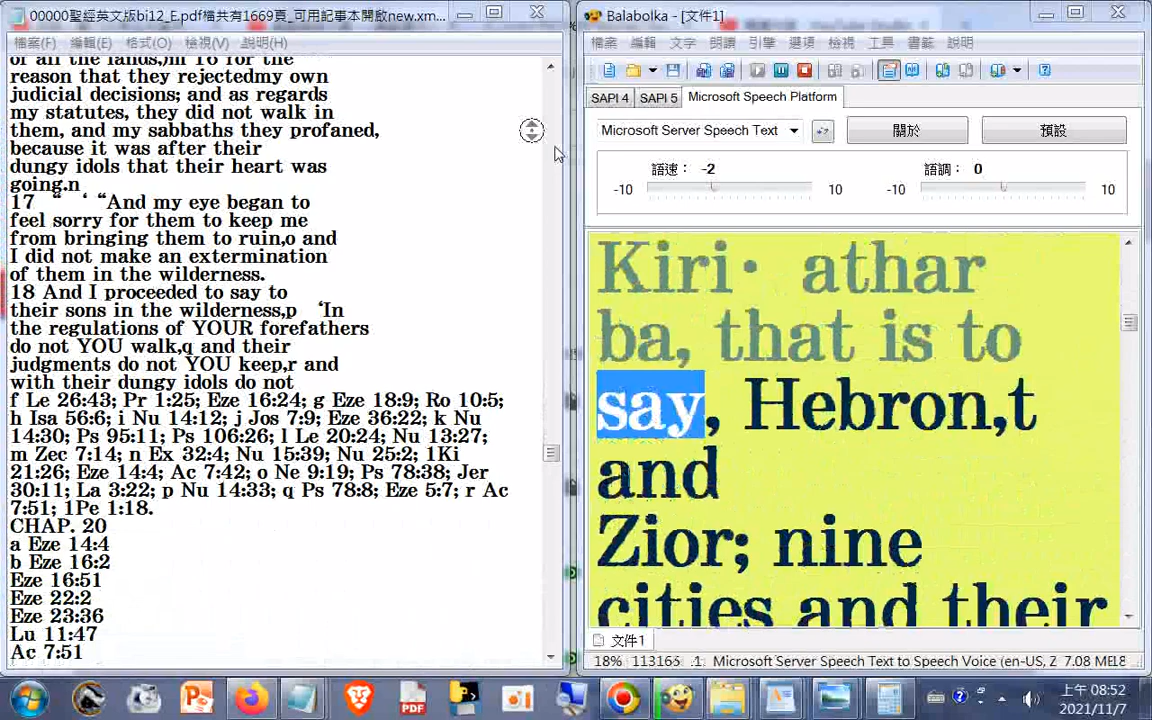 00000聖經英文版bi12_E.pdf檔共有1669頁_可用記事本開啟new.xm...
檔案(F) 編輯(E) 格式(O) 檢視(V) 說明(H)
of all the lands,)m 16 for the
reason that they rejectedmy own
judicial decisions; and as regards
my statutes, they did not walk in
them, and my sabbaths they profaned,
because it was after their
dungy idols that their heart was
going.n
17 “ ‘ “And my eye began to
feel sorry for them to keep me
from bringing them to ruin,o and
I did not make an extermination
of them in the wilderness.
18 And I proceeded to say to
their sons in the wilderness,p ‘In
the regulations of YOUR forefathers
do not YOU walk,q and their
judgments do not YOU keep,r and
with their dungy idols do not
f Le 26:43; Pr 1:25; Eze 16:24; g Eze 18:9; Ro 10:5;
h Isa 56:6; i Nu 14:12; j Jos 7:9; Eze 36:22; k Nu
14:30; Ps 95:11; Ps 106:26; l Le 20:24; Nu 13:27;
m Zec 7:14; n Ex 32:4; Nu 15:39; Nu 25:2; 1Ki
21:26; Eze 14:4; Ac 7:42; o Ne 9:19; Ps 78:38; Jer
30:11; La 3:22; p Nu 14:33; q Ps 78:8; Eze 5:7; r Ac
7:51; 1Pe 1:18.
CHAP. 20
a Eze 14:4
b Eze 16:2
Eze 16:51
Eze 22:2
Eze 23:36
Lu 11:47
Ac 7:51
Balabolka - [文件1]
檔案 編輯 文字 朗讀 引擎 選項 檢視 工具 書籤 說明
SAPI 4 SAPI 5 Microsoft Speech Platform
Microsoft Server Speech Text 關於 預設
語速: -2 語調: 0
-10 10 -10 10
Kiri· athar
ba, that is to
say, Hebron,t
and
Zior; nine
cities and their
文件1
18% 113165 .1: Microsoft Server Speech Text to Speech Voice (en-US, Z 7.08 ME
上午 08:52
2021/11/7